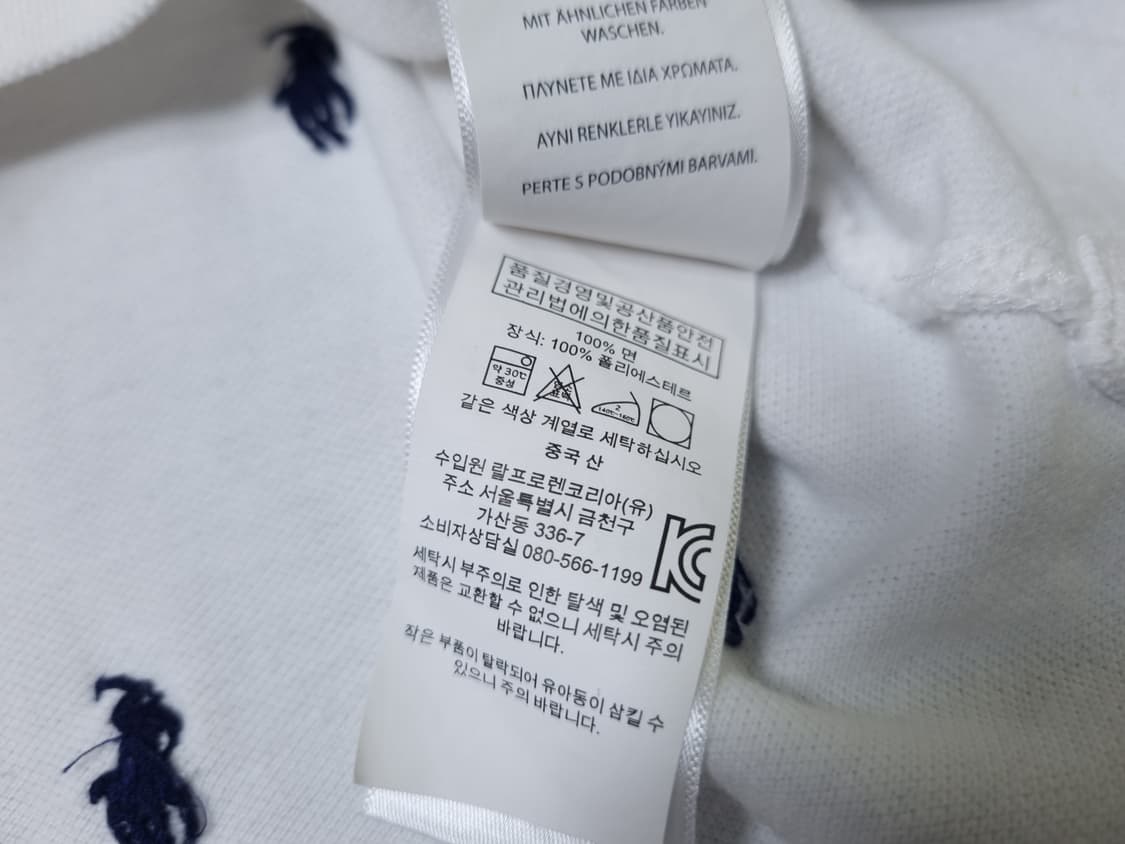 MIT ÄHNLICHEN FARBEN
WASCHEN.
ΠΛΥΝΕΤΕ ΜΕ ΙΔΙΑ ΧΡΩΜΑΤΑ.
AYNI RENKLERLE YIKAYINIZ.
PERTE S PODOBNÝMI BARVAMI.
품질경영및공산품안전
관리법에의한품질표시
100% 면
장식: 100% 폴리에스테르
약 30℃
중성
염소
표백
2
140℃~160℃
같은 색상 계열로 세탁하십시오
중국 산
수입원 랄프로렌코리아(유)
주소 서울특별시 금천구
가산동 336-7
소비자상담실 080-566-1199
KC
세탁시 부주의로 인한 탈색 및 오염된
제품은 교환할 수 없으니 세탁시 주의
바랍니다.
작은 부품이 탈락되어 유아동이 삼킬 수
있으니 주의 바랍니다.